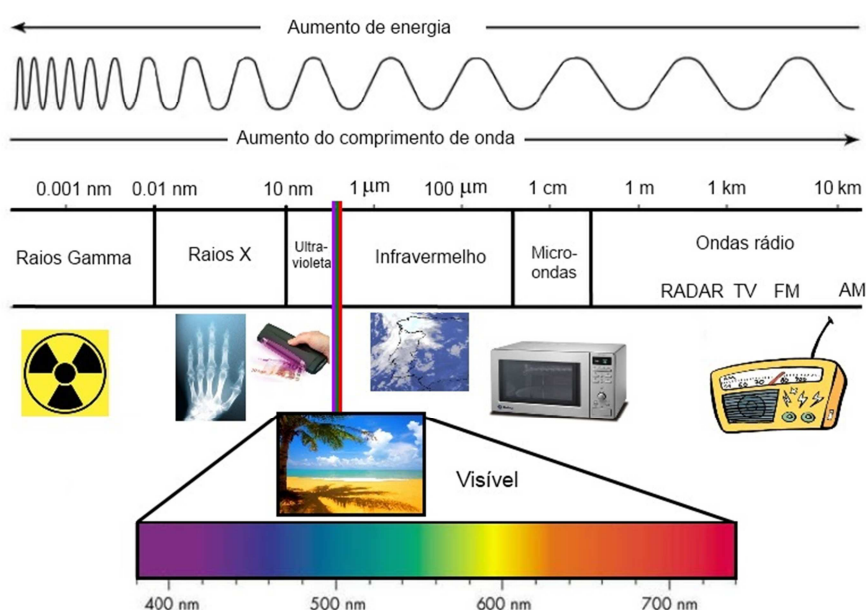 Aumento de energia
Aumento do comprimento de onda
0.001 nm 0.01 nm 10 nm 1 μm 100 μm 1 cm 1 m 1 km 10 km
Raios Gamma
Raios X
Ultra-
violeta
Infravermelho
Micro-
ondas
Ondas rádio
RADAR TV FM AM
Visível
400 nm 500 nm 600 nm 700 nm